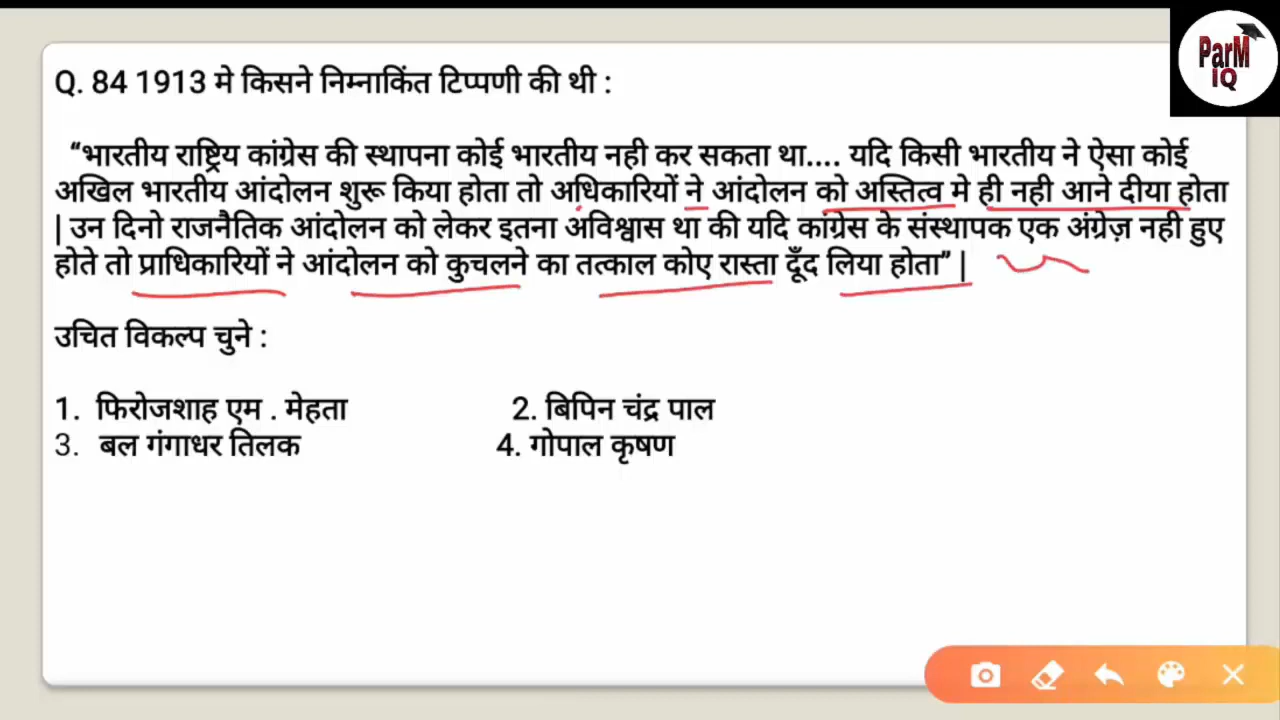 ParM
IQ
Q. 84 1913 मे किसने निम्नाकिंत टिप्पणी की थी :
“भारतीय राष्ट्रिय कांग्रेस की स्थापना कोई भारतीय नही कर सकता था.... यदि किसी भारतीय ने ऐसा कोई
अखिल भारतीय आंदोलन शुरू किया होता तो अधिकारियों ने आंदोलन को अस्तित्व मे ही नही आने दीया होता
| उन दिनो राजनैतिक आंदोलन को लेकर इतना अविश्वास था की यदि कांग्रेस के संस्थापक एक अंग्रेज़ नही हुए
होते तो प्राधिकारियों ने आंदोलन को कुचलने का तत्काल कोए रास्ता दूँद लिया होता” |
उचित विकल्प चुने :
1. फिरोजशाह एम . मेहता 2. बिपिन चंद्र पाल
3. बल गंगाधर तिलक 4. गोपाल कृषण